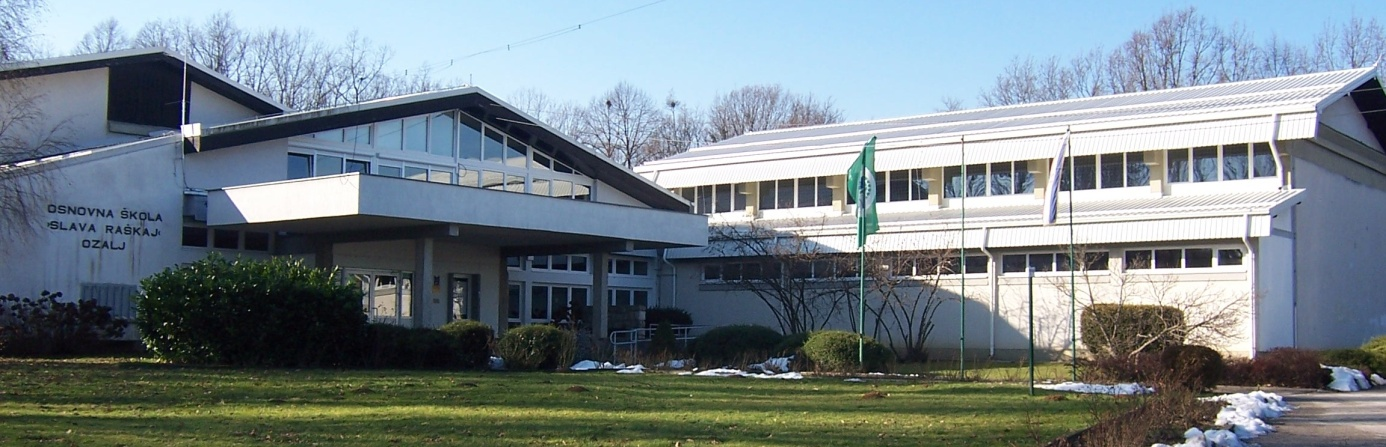 OSNOVNA ŠKOLA
"SLAVA RAŠKAJ"
OZALJ